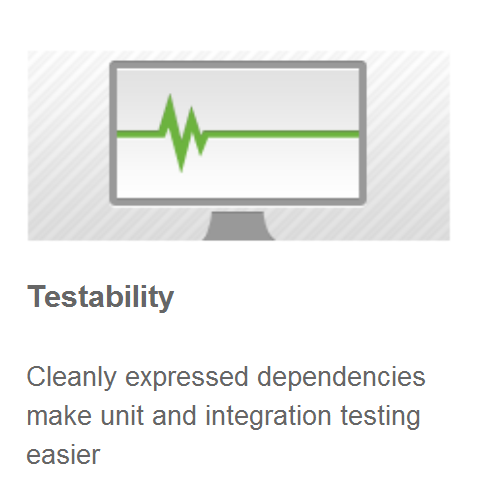 Testability
Cleanly expressed dependencies
make unit and integration testing
easier